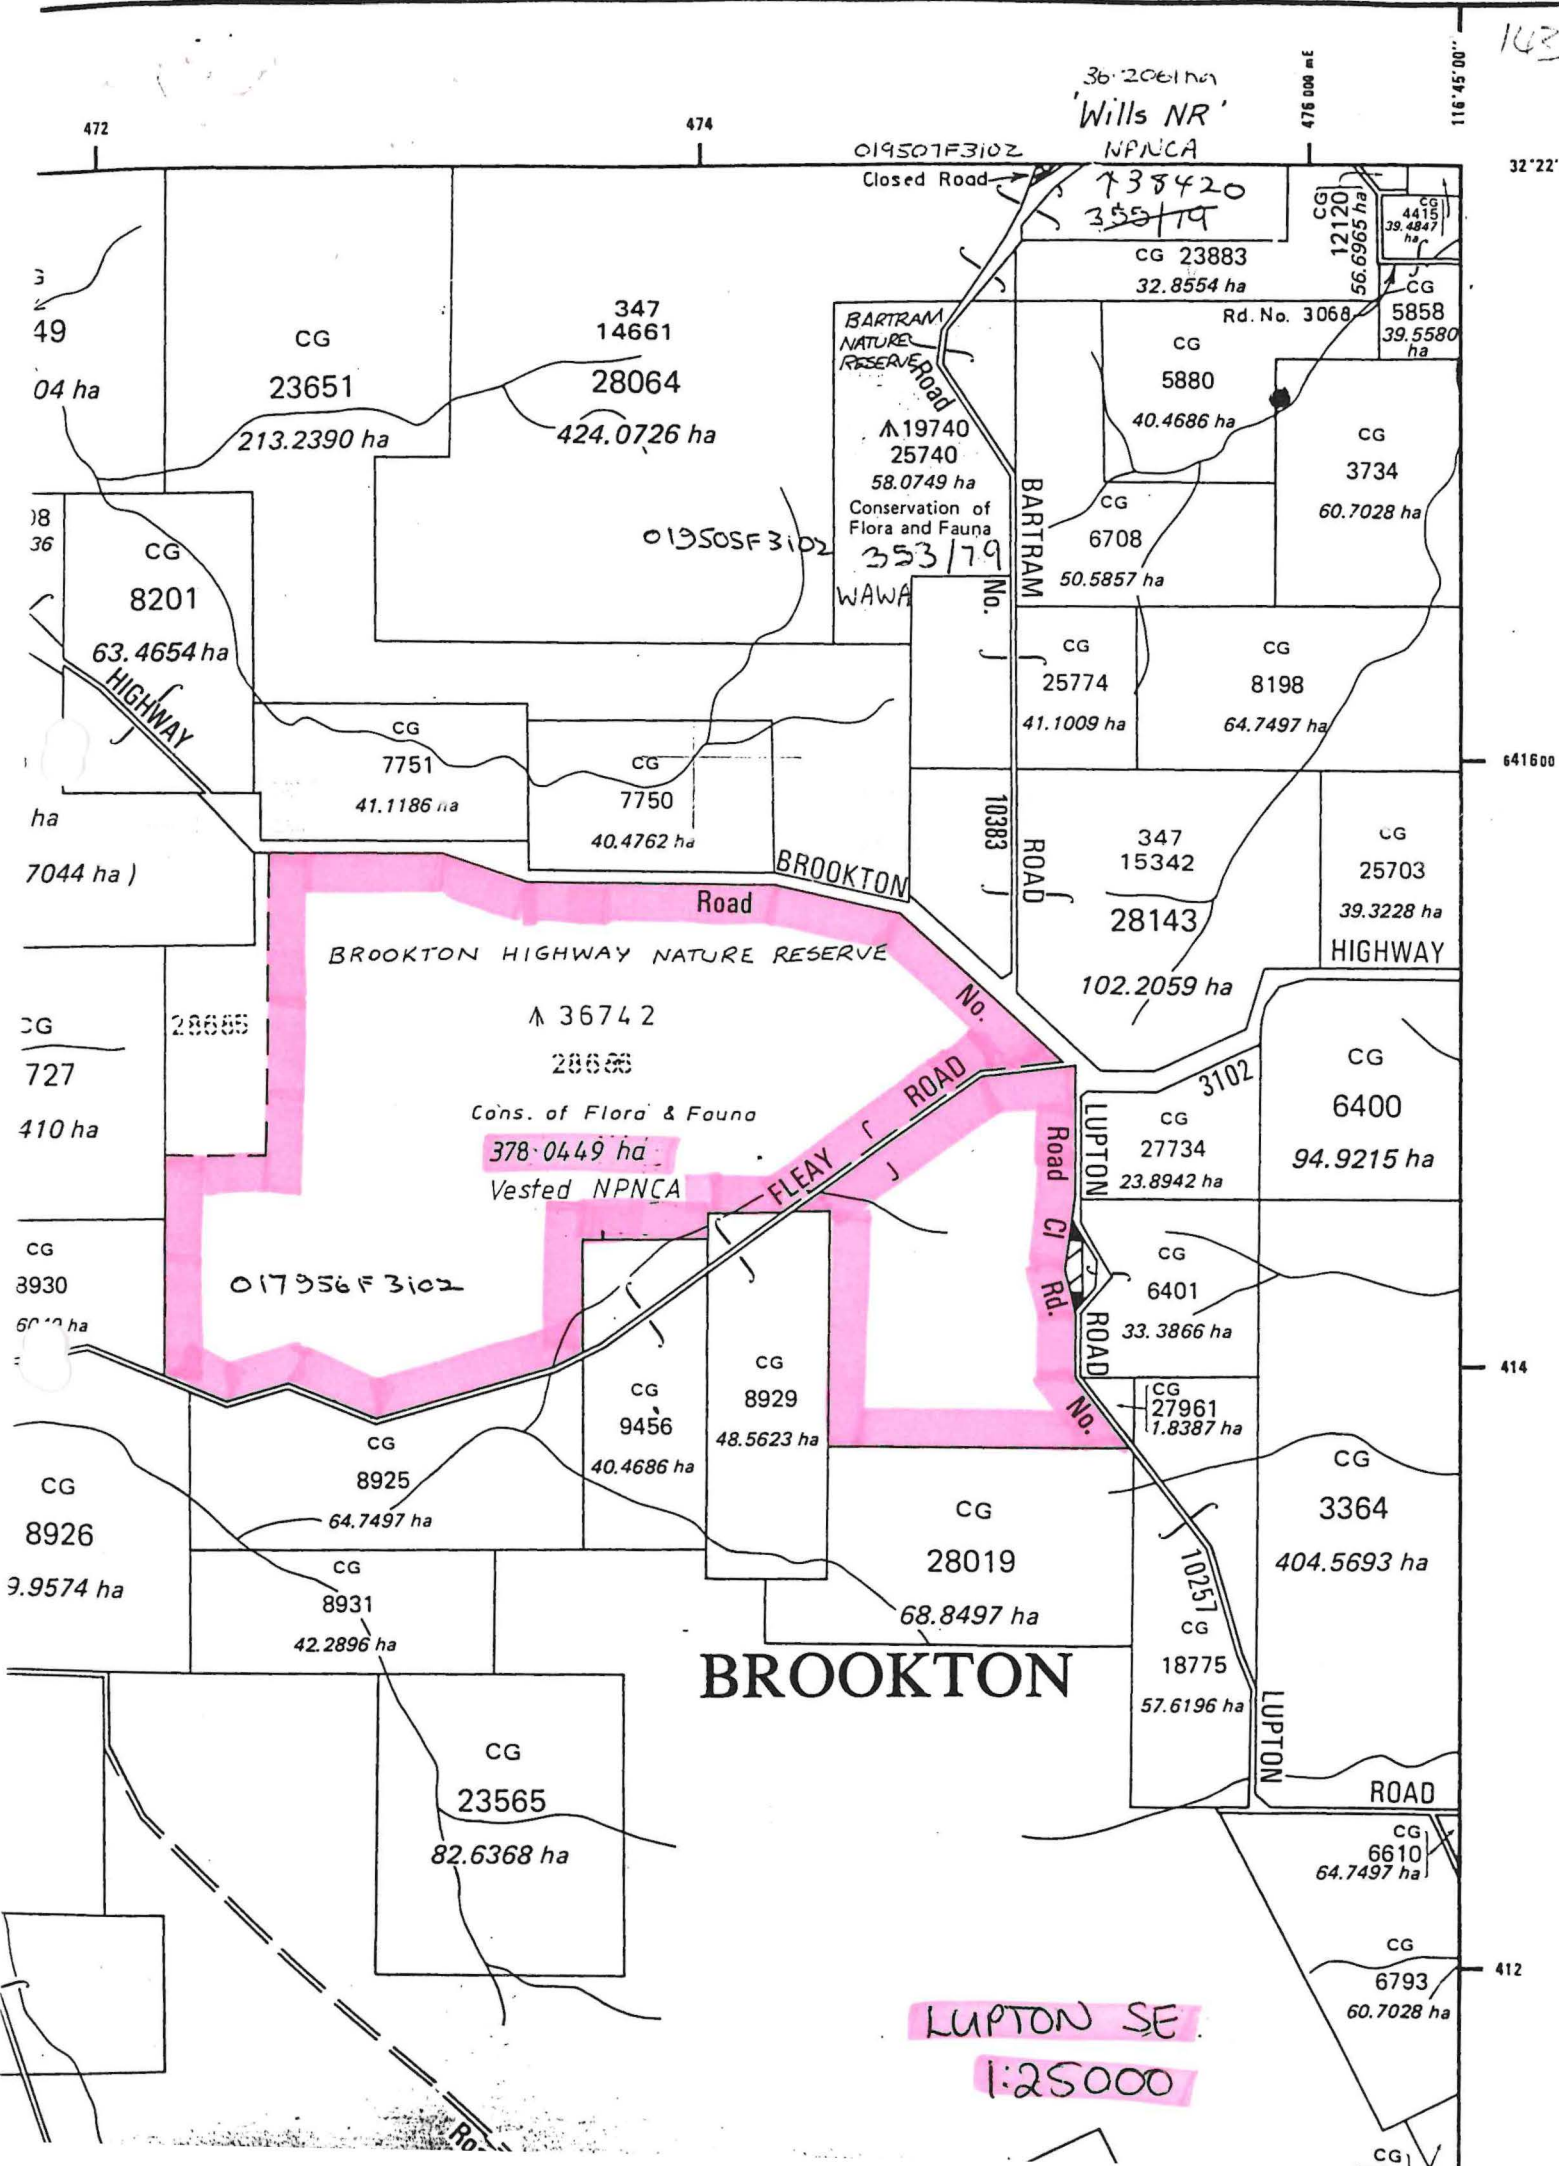 143
36.2061ha
'Wills NR'
476 000 mE
116°45'00"
472
474
019507F3102
NPNCA
32°22'
Closed Road
38420
355/79
CG
12120
56.6965 ha
CG
4415
39.4847
ha
CG 23883
32.8554 ha
Rd. No. 3068
CG
5858
39.5580
ha
49
04 ha
CG
23651
213.2390 ha
347
14661
28064
424.0726 ha
BARTRAM
NATURE
RESERVE
Road
19740
25740
58.0749 ha
Conservation of
Flora and Fauna
353/79
WAWA
019505F3102
CG
5880
40.4686 ha
CG
3734
60.7028 ha
BARTRAM
No.
CG
6708
50.5857 ha
36
CG
8201
63.4654 ha
HIGHWAY
CG
25774
41.1009 ha
CG
8198
64.7497 ha
CG
7751
41.1186 ha
CG
7750
40.4762 ha
641600
ha
7044 ha )
BROOKTON
10383
ROAD
347
15342
28143
102.2059 ha
CG
25703
39.3228 ha
HIGHWAY
Road
BROOKTON HIGHWAY NATURE RESERVE
No.
36742
Cons. of Flora & Fauna
378.0449 ha
Vested NPNCA
28685
CG
727
410 ha
FLEAY
ROAD
3102
Road
Cl
Rd.
No.
LUPTON
ROAD
CG
27734
23.8942 ha
CG
6400
94.9215 ha
CG
6401
33.3866 ha
CG
8930
ha
017956F3102
414
CG
27961
1.8387 ha
CG
9456
40.4686 ha
CG
8929
48.5623 ha
CG
8925
64.7497 ha
CG
8926
9.9574 ha
CG
8931
42.2896 ha
CG
28019
68.8497 ha
CG
3364
404.5693 ha
10257
CG
18775
57.6196 ha
BROOKTON
LUPTON
ROAD
CG
23565
82.6368 ha
CG
6610
64.7497 ha
CG
6793
60.7028 ha
412
LUPTON SE
1:25000
CG